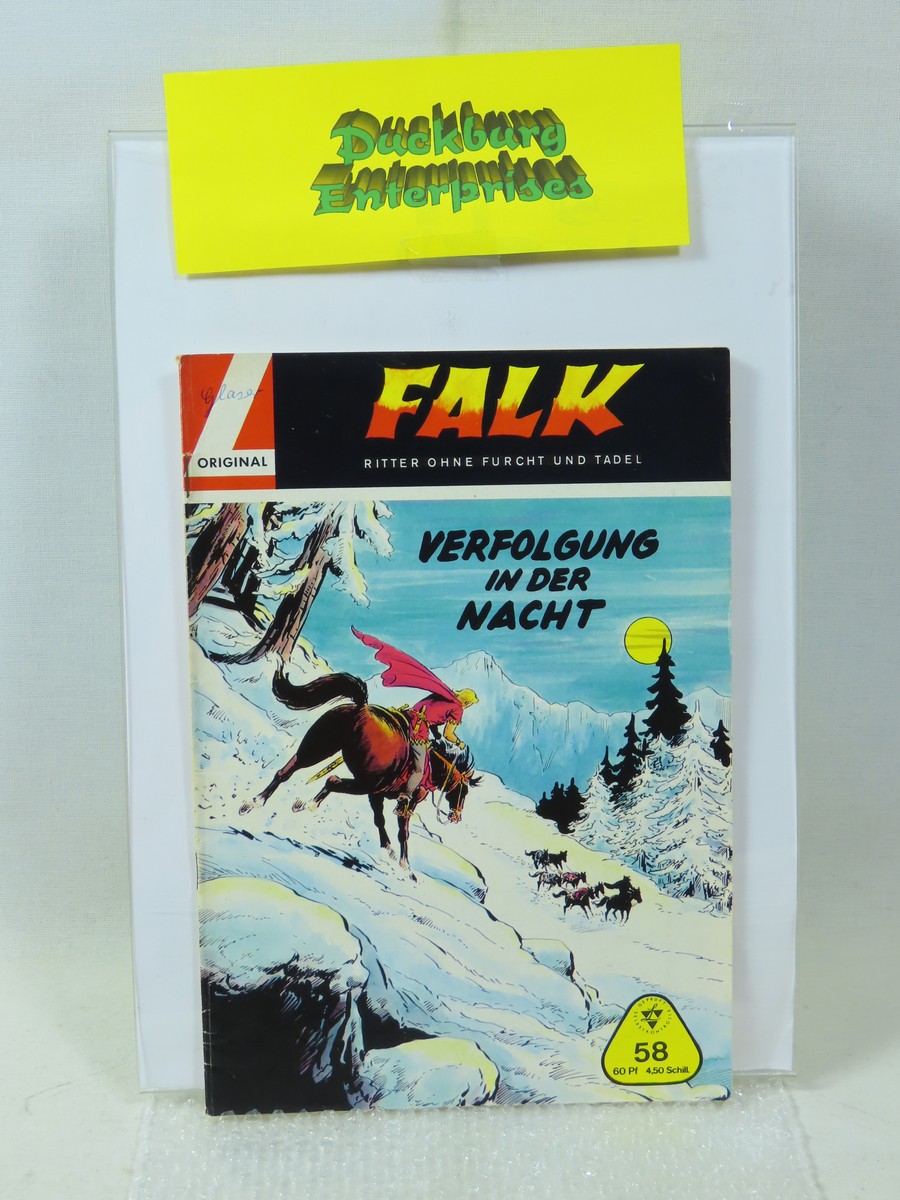 Duckburg
Enterprises
Glaser
ORIGINAL
FALK
RITTER OHNE FURCHT UND TADEL
VERFOLGUNG
IN DER
NACHT
58
60 Pf 4,50 Schill.